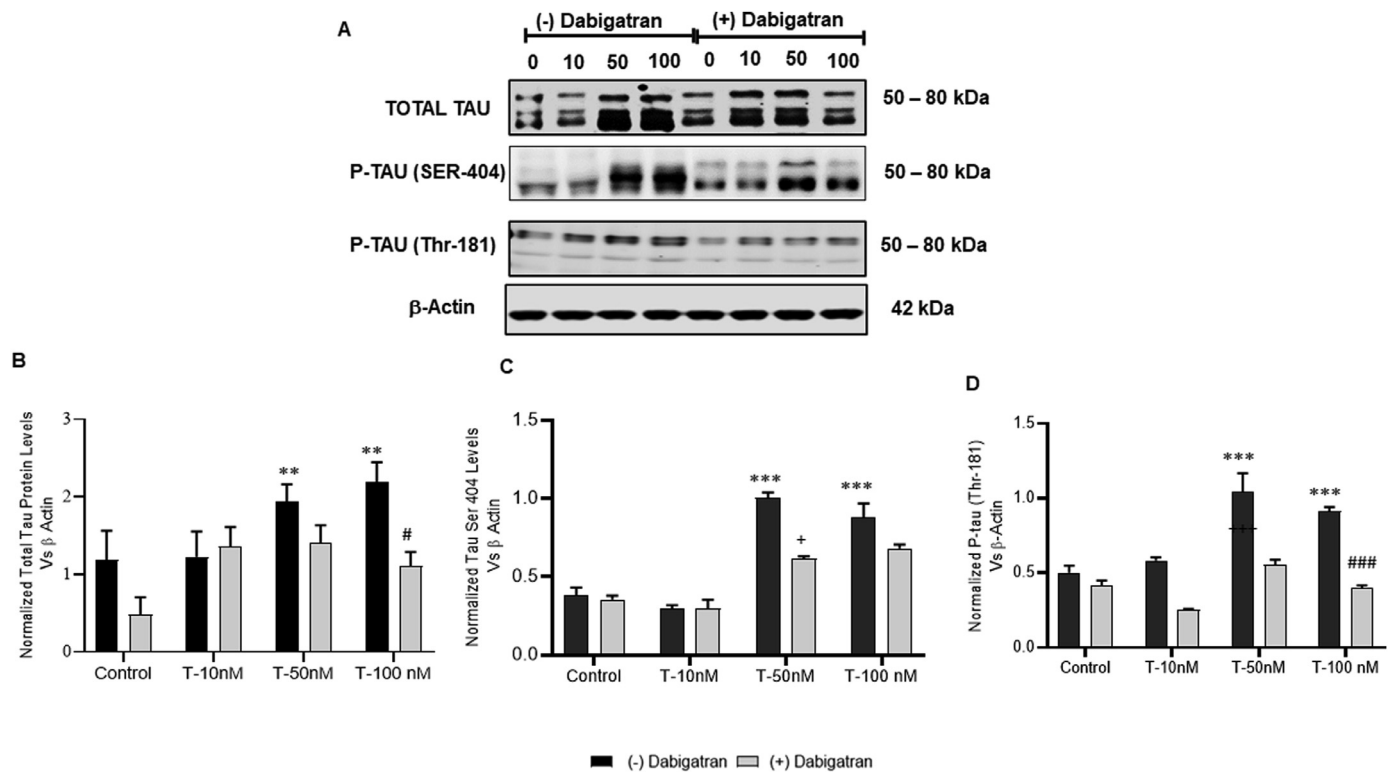 A
(-) Dabigatran (+) Dabigatran
0 10 50 100 0 10 50 100
TOTAL TAU 50 – 80 kDa
P-TAU (SER-404) 50 – 80 kDa
P-TAU (Thr-181) 50 – 80 kDa
β-Actin 42 kDa
B
Normalized Total Tau Protein Levels
Vs β Actin
3
2
1
0
** ** #
Control T-10nM T-50nM T-100 nM
C
Normalized Tau Ser 404 Levels
Vs β Actin
1.5
1.0
0.5
0.0
*** + ***
Control T-10nM T-50nM T-100 nM
D
Normalized P-tau (Thr-181)
Vs β-Actin
1.5
1.0
0.5
0.0
*** +++ *** ###
Control T-10nM T-50nM T-100 nM
(-) Dabigatran (+) Dabigatran